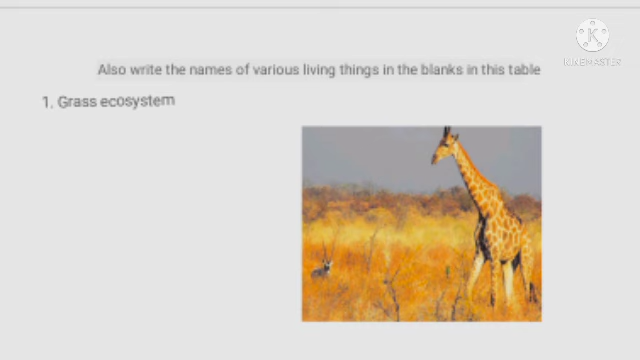 KINEMASTER
Also write the names of various living things in the blanks in this table
1. Grass ecosystem